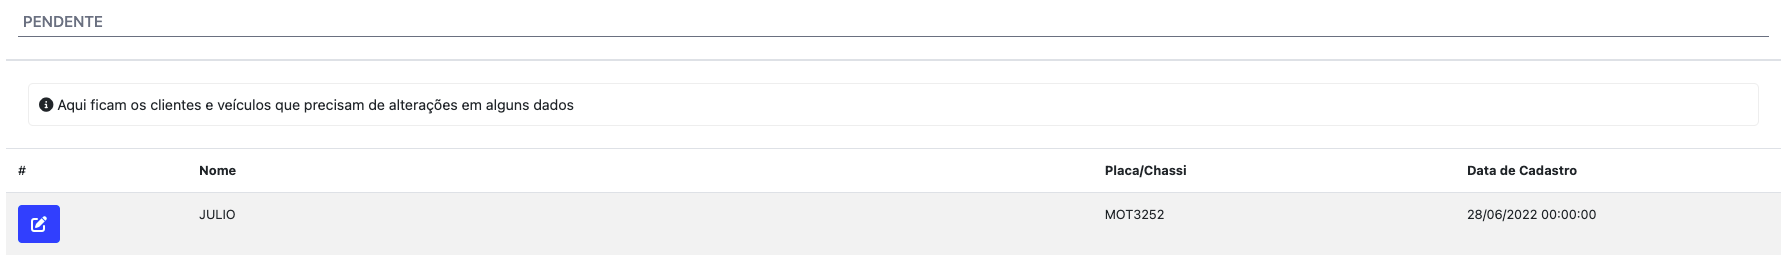 PENDENTE
Aqui ficam os clientes e veículos que precisam de alterações em alguns dados
# Nome Placa/Chassi Data de Cadastro
JULIO MOT3252 28/06/2022 00:00:00